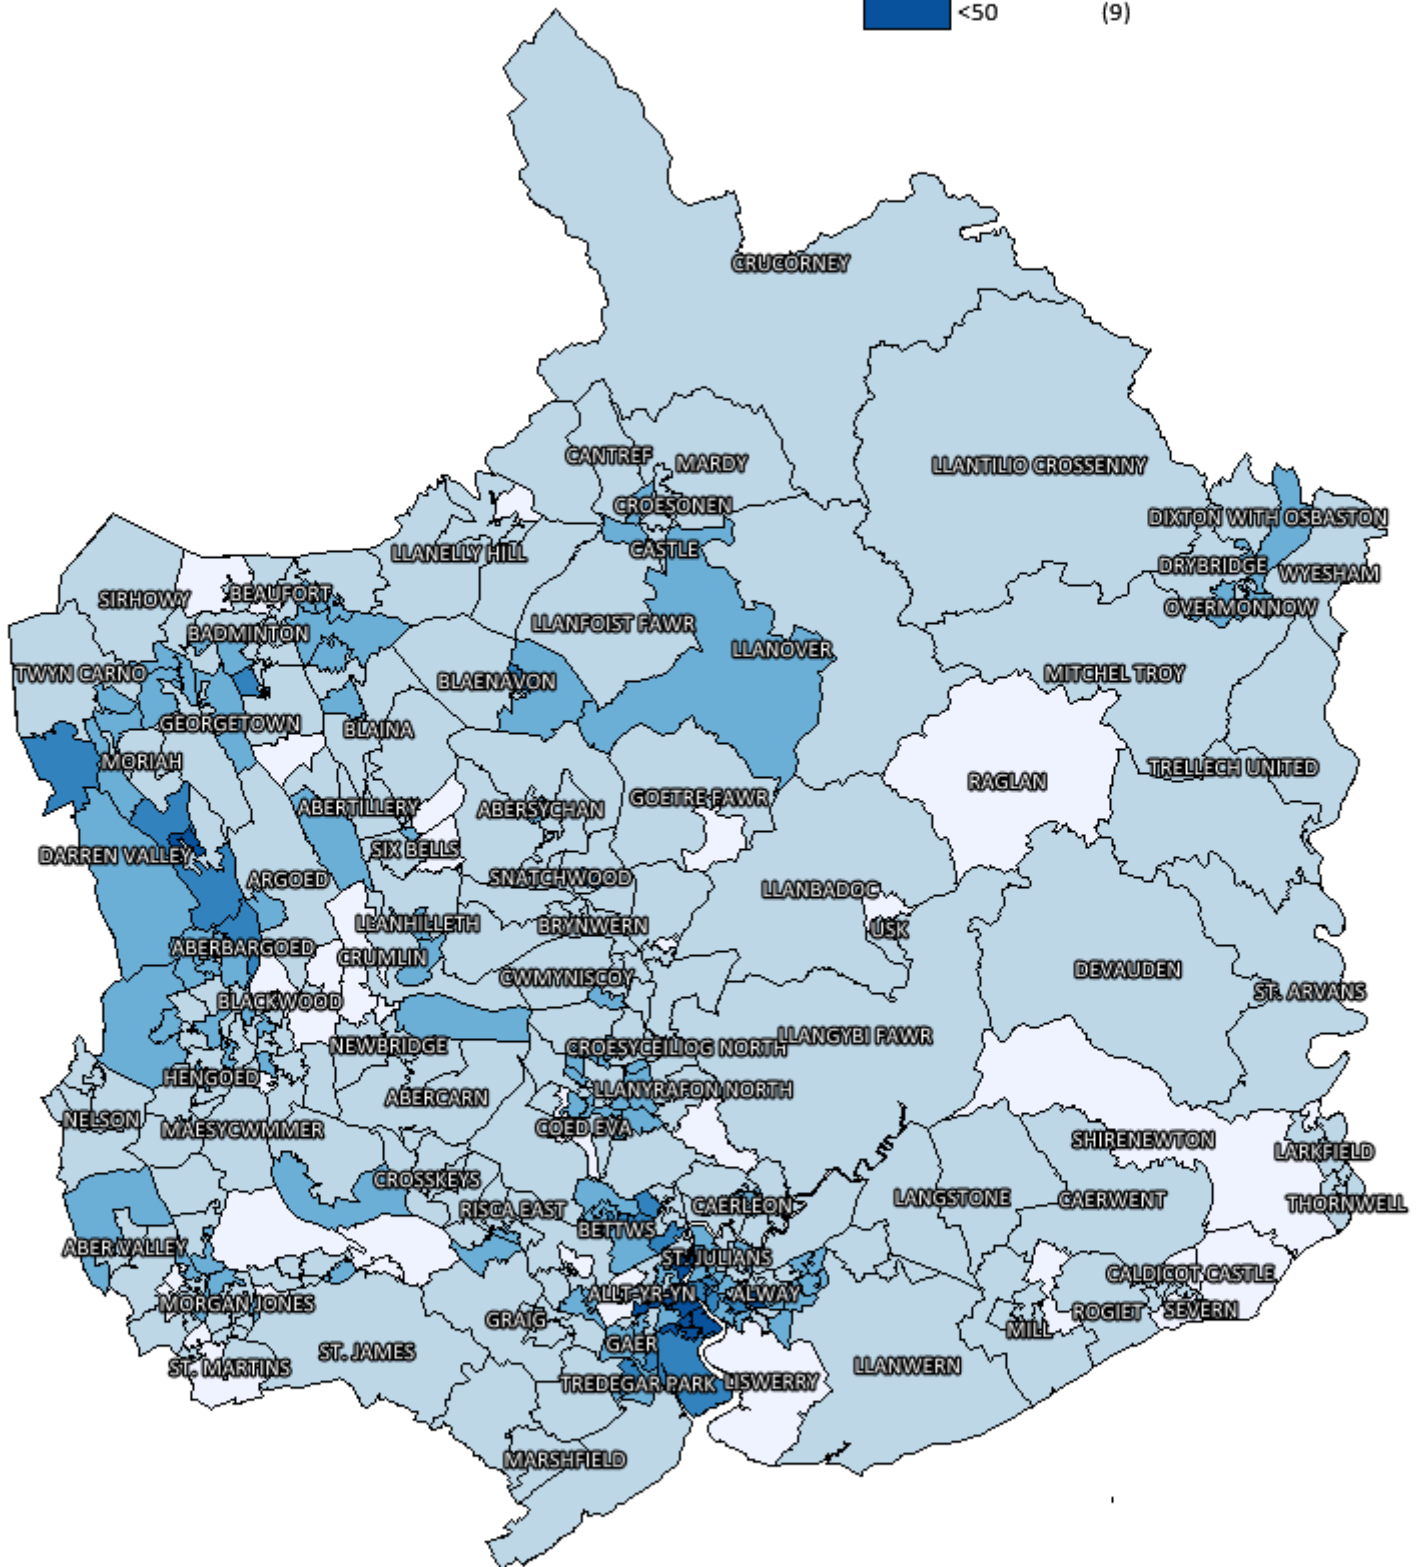 <50 (9)
CRUCORNEY
CANTREF
MARDY
LLANTILIO CROSSENNY
CROESONEN
DIXTON WITH OSBASTON
CASTLE
LLANELLY HILL
DRYBRIDGE
WYESHAM
SIRHOWY
BEAUFORT
OVERMONNOW
BADMINTON
LLANFOIST FAWR
LLANOVER
TWYN CARNO
BLAENAVON
MITCHEL TROY
GEORGETOWN
BLAINA
MORIAH
TRELLECH UNITED
RAGLAN
ABERTILLERY
ABERSYCHAN
GOETRE FAWR
DARREN VALLEY
SIX BELLS
ARGOED
SNATCHWOOD
LLANBADOC
LLANHILLETH
BRYNWERN
USK
ABERBARGOED
CRUMLIN
CWMYNISCOY
DEVAUDEN
BLACKWOOD
ST. ARVANS
NEWBRIDGE
CROESYCEILIOG NORTH
LLANGYBI FAWR
HENGOED
ABERCARN
LLANYRAFON NORTH
NELSON
MAESYCWMMER
COED EVA
SHIRENEWTON
LARKFIELD
CROSSKEYS
RISCA EAST
CAERLEON
LANGSTONE
CAERWENT
THORNWELL
BETTWS
ABER VALLEY
ST. JULIANS
CALDICOT CASTLE
ALLT-YR-YN
ALWAY
MORGAN JONES
GRAIG
MILL
ROGIET
SEVERN
GAER
ST. JAMES
ST. MARTINS
TREDEGAR PARK
LISWERRY
LLANWERN
MARSHFIELD